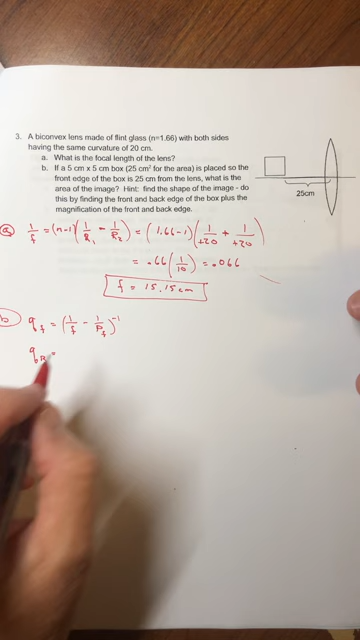 3. A biconvex lens made of flint glass (n=1.66) with both sides
having the same curvature of 20 cm.
a. What is the focal length of the lens?
b. If a 5 cm x 5 cm box (25 cm² for the area) is placed so the
front edge of the box is 25 cm from the lens, what is the
area of the image? Hint: find the shape of the image - do
this by finding the front and back edge of the box plus the
magnification of the front and back edge.
25cm
a 1/f = (n-1)(1/R₁ - 1/R₂) = (1.66-1)(1/+20 + 1/+20)
= .66(1/10) = .066
f = 15.15cm
b q_f = (1/f - 1/P_f)⁻¹